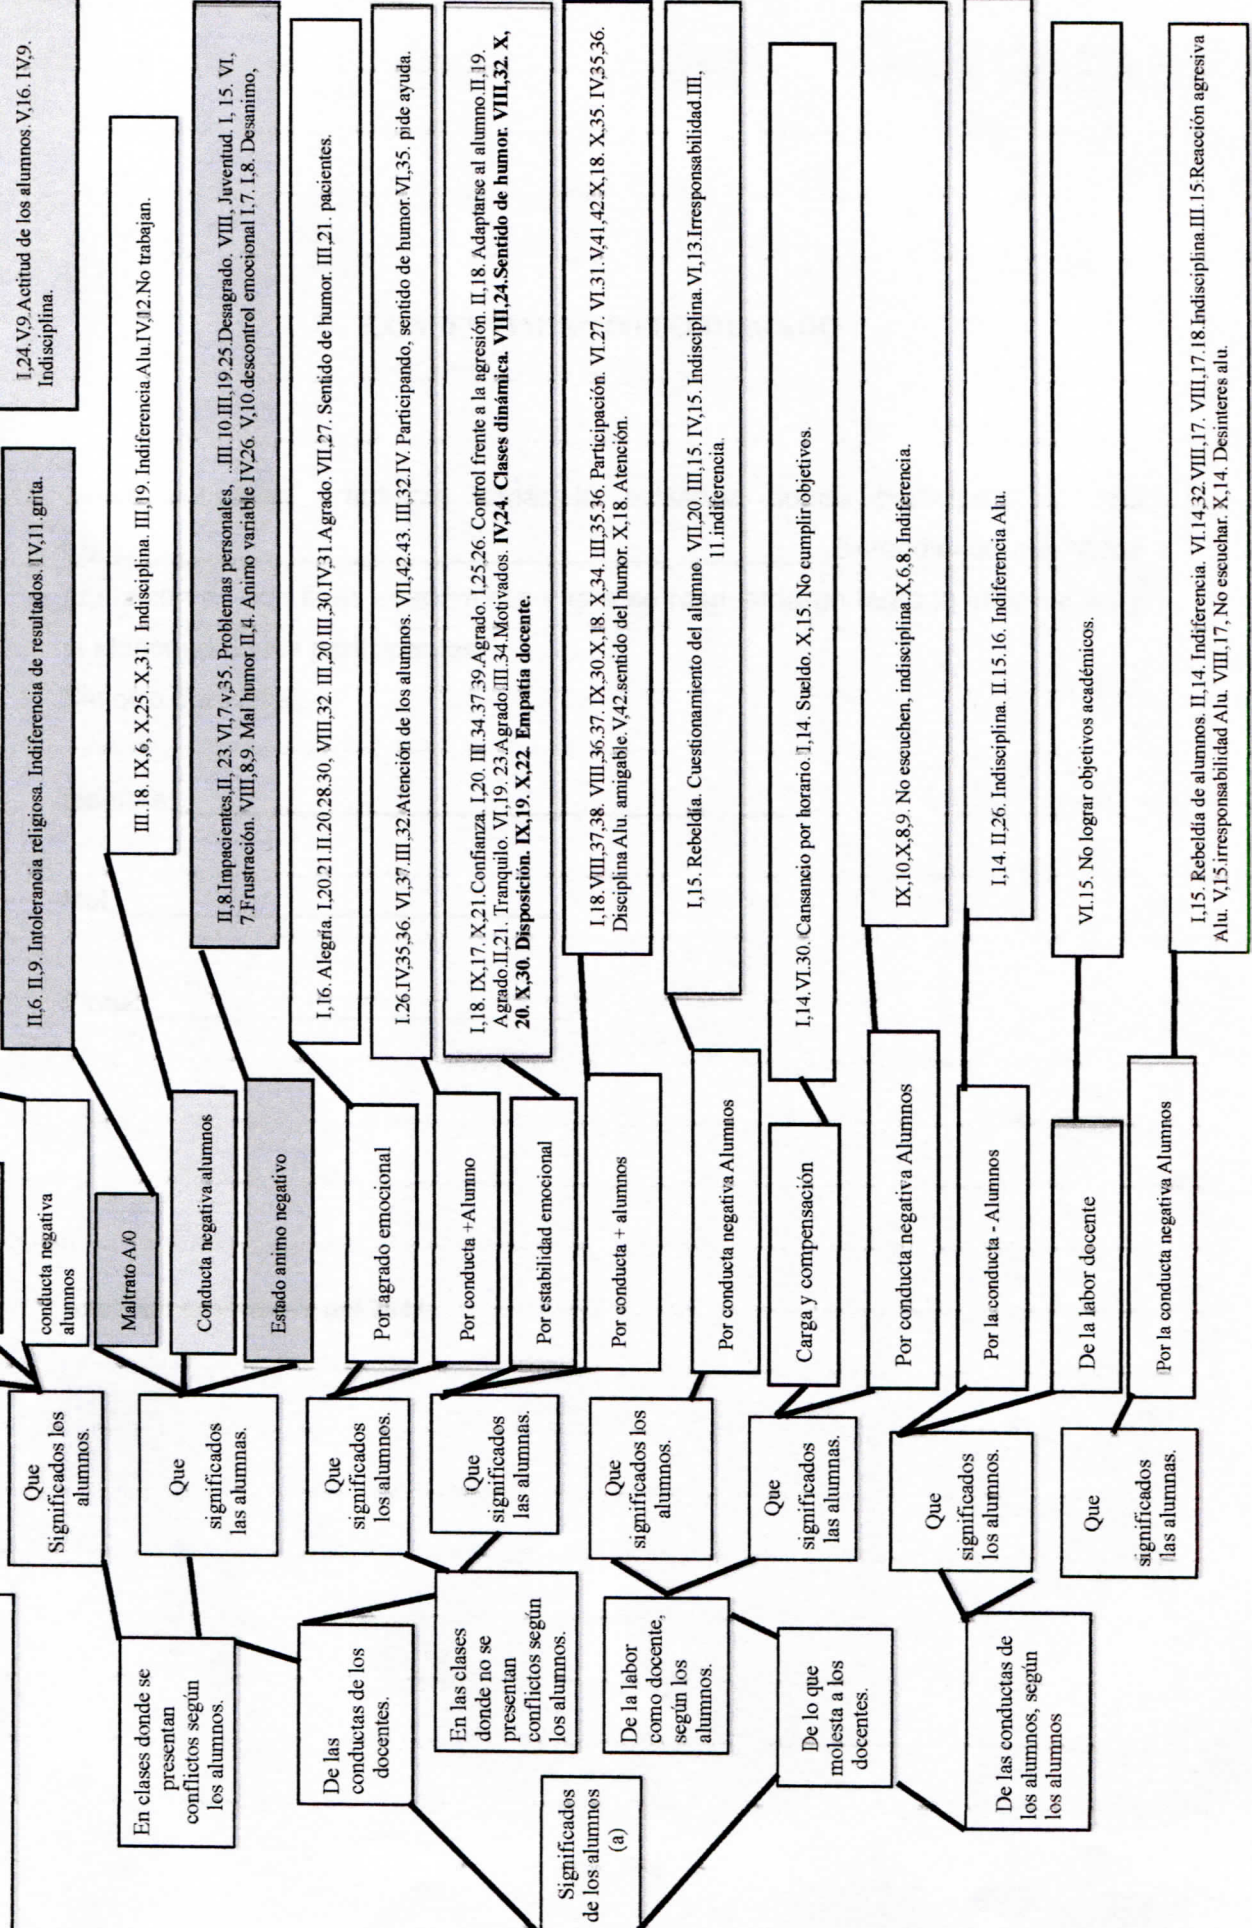 Significados
de los alumnos
(a)
De las
conductas de los
docentes.
De lo que
molesta a los
docentes.
En clases donde se
presentan
conflictos según
los alumnos.
En las clases
donde no se
presentan
conflictos según
los alumnos.
De la labor
como docente,
según los
alumnos.
De las conductas de
los alumnos, según
los alumnos
Que
Significados los
alumnos.
Que
significados
las alumnas.
Que
significados
los alumnos.
Que
significados
las alumnas.
Que
significados los
alumnos.
Que
significados
las alumnas.
Que
significados
los alumnos.
Que
significados
las alumnas.
conducta negativa
alumnos
Maltrato A/0
Conducta negativa alumnos
Estado animo negativo
Por agrado emocional
Por conducta +Alumno
Por estabilidad emocional
Por conducta + alumnos
Por conducta negativa Alumnos
Carga y compensación
Por conducta negativa Alumnos
Por la conducta - Alumnos
De la labor docente
Por la conducta negativa Alumnos
I,24.V,9.Actitud de los alumnos.V,16. IV,9.
Indisciplina.
II,6. II,9. Intolerancia religiosa. Indiferencia de resultados. IV,11.grita.
III.18. IX,6, X,25. X,31. Indisciplina. III,19. Indiferencia Alu.IV,12.No trabajan.
II,8.Impacientes,II, 23. VI,7.v,35. Problemas personales, ..III.10.III,19.25.Desagrado. VIII, Juventud. I, 15. VI,
7.Frustración. VIII,8,9. Mal humor II,4. Animo variable IV,26. V,10.descontrol emocional I,7. I,8. Desanimo,
I,16. Alegría. I,20.21.II.20.28.30, VIII,32. III,20.III,30.IV,31.Agrado. VII,27. Sentido de humor. III,21. pacientes.
I.26.IV,35,36. VI,37.III,32.Atención de los alumnos. VII,42.43. III,32.IV. Participando, sentido de humor.VI,35. pide ayuda.
I,18. IX,17. X,21.Confianza. I,20. III.34.37.39.Agrado. I,25,26. Control frente a la agresión. II,18. Adaptarse al alumno.II,19.
Agrado.II,21. Tranquilo. VI,19. 23.Agrado.III.34.Motivados. IV,24. Clases dinámica. VIII,24.Sentido de humor. VIII,32. X,
20. X,30. Disposición. IX,19. X,22. Empatía docente.
I,18.VIII,37,38. VIII,36,37. IX,30.X,18. X,34. III,35.36. Participación. VI.27. VI.31.V,41,42.X,18. X,35. IV,35,36.
Disciplina Alu. amigable.V,42.sentido del humor. X,18. Atención.
I,15. Rebeldía. Cuestionamiento del alumno. VII,20. III,15. IV,15. Indisciplina.VI,13.Irresponsabilidad.III,
11.indiferencia.
I,14.VI.30. Cansancio por horario. I,14. Sueldo. X,15. No cumplir objetivos.
IX,10,X,8,9. No escuchen, indisciplina.X,6,8, Indiferencia.
I,14. II,26. Indisciplina. II.15.16. Indiferencia Alu.
VI.15. No lograr objetivos académicos.
I,15. Rebeldía de alumnos. II,14. Indiferencia. VI.14,32.VIII,17. VIII,17.18.Indisciplina.III.15.Reacción agresiva
Alu. V,15.irresponsabilidad Alu. VIII,17, No escuchar. X,14. Desinteres alu.